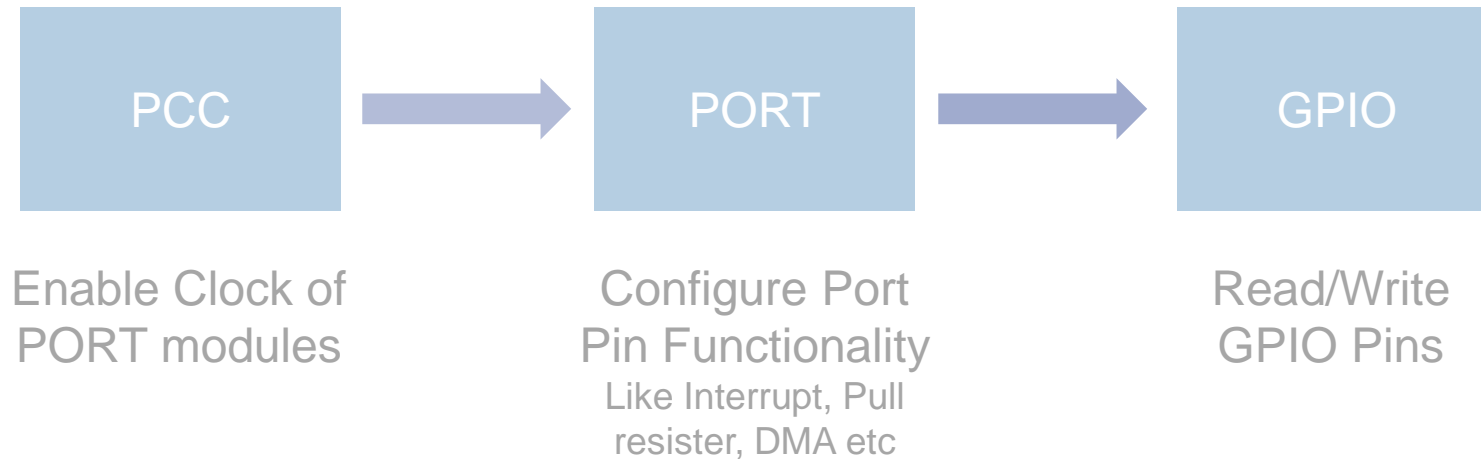 PCC
PORT
GPIO
Enable Clock of
PORT modules
Configure Port
Pin Functionality
Like Interrupt, Pull
resister, DMA etc
Read/Write
GPIO Pins